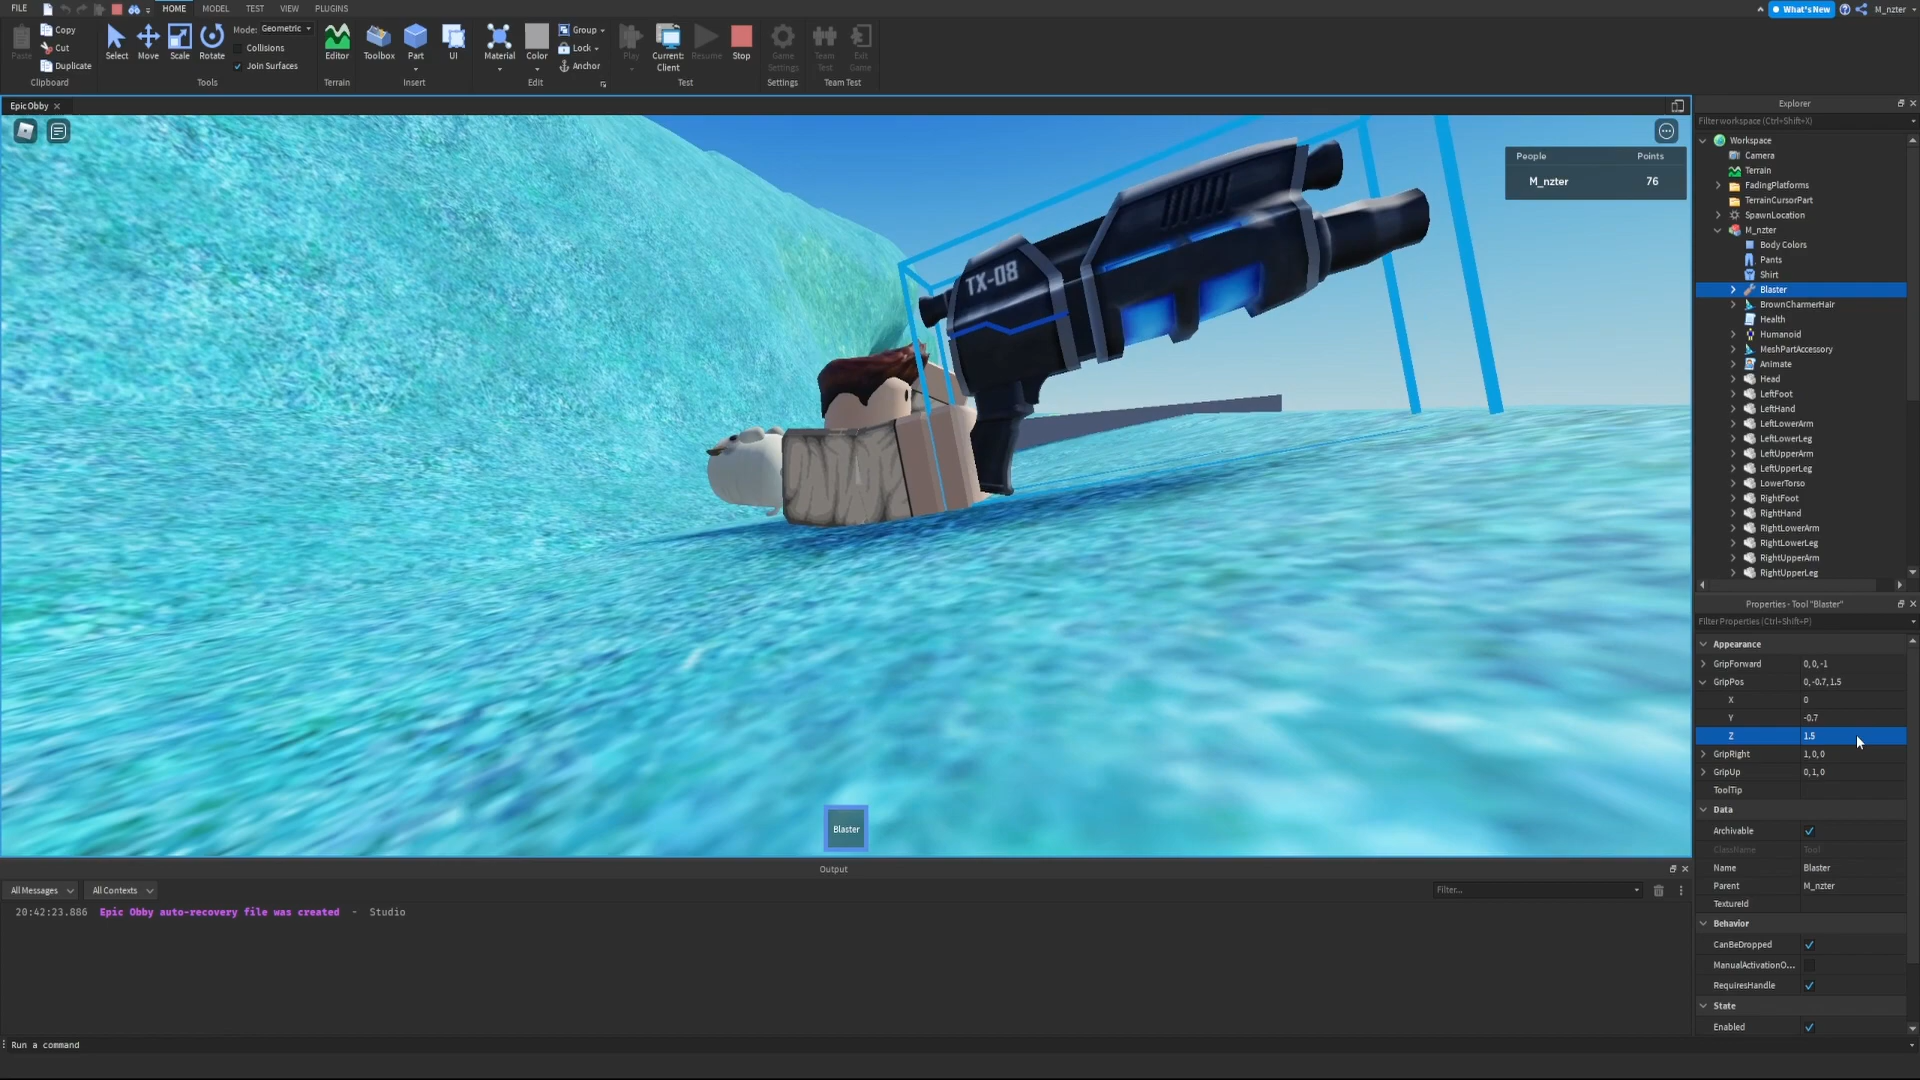 FILE
HOME
MODEL
TEST
VIEW
PLUGINS
What's New
M_nzter
Paste
Copy
Cut
Duplicate
Clipboard
Select
Move
Scale
Rotate
Mode: Geometric
Collisions
Join Surfaces
Tools
Editor
Terrain
Toolbox
Part
UI
Insert
Material
Color
Group
Lock
Anchor
Edit
Play
Current: Client
Resume
Stop
Test
Game Settings
Settings
Team Test
Exit Game
Team Test
Epic Obby
People Points
M_nzter 76
TX-08
Blaster
Explorer
Filter workspace (Ctrl+Shift+X)
Workspace
Camera
Terrain
FadingPlatforms
TerrainCursorPart
SpawnLocation
M_nzter
Body Colors
Pants
Shirt
Blaster
BrownCharmerHair
Health
Humanoid
MeshPartAccessory
Animate
Head
LeftFoot
LeftHand
LeftLowerArm
LeftLowerLeg
LeftUpperArm
LeftUpperLeg
LowerTorso
RightFoot
RightHand
RightLowerArm
RightLowerLeg
RightUpperArm
RightUpperLeg
Properties - Tool "Blaster"
Filter Properties (Ctrl+Shift+P)
Appearance
GripForward 0, 0, -1
GripPos 0, -0.7, 1.5
X 0
Y -0.7
Z 1.5
GripRight 1, 0, 0
GripUp 0, 1, 0
ToolTip
Data
Archivable
ClassName Tool
Name Blaster
Parent M_nzter
TextureId
Behavior
CanBeDropped
ManualActivationO...
RequiresHandle
State
Enabled
Output
All Messages
All Contexts
Filter...
20:42:23.886 Epic Obby auto-recovery file was created - Studio
Run a command